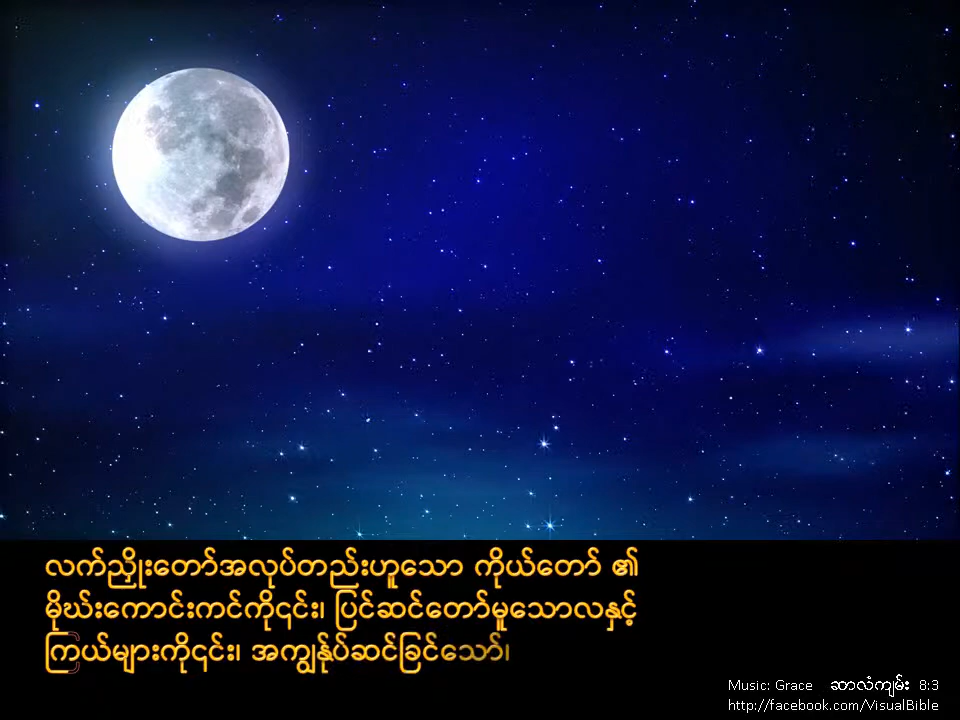 လက်ညှိုးတော်အလုပ်တည်းဟူသော ကိုယ်တော် ၏
မိုဃ်းကောင်းကင်ကို၎င်း၊ ပြင်ဆင်တော်မူသောလနှင့်
ကြယ်များကို၎င်း၊ အကျွန်ုပ်ဆင်ခြင်သော်၊
Music: Grace ဆာလံကျမ်း 8:3
http://facebook.com/VisualBible